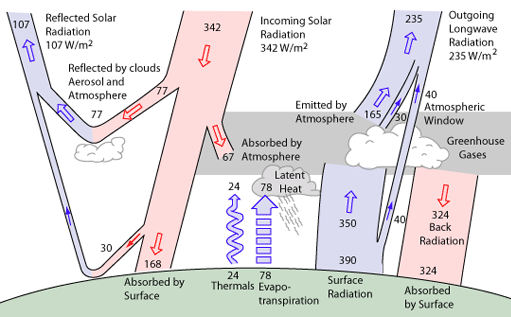 107
Reflected Solar
Radiation
107 W/m²
342
Incoming Solar
Radiation
342 W/m²
235
Outgoing
Longwave
Radiation
235 W/m²
Reflected by clouds
Aerosol and
Atmosphere
77
77
Emitted by
Atmosphere
165
30
40
Atmospheric
Window
Greenhouse
Gases
67
Absorbed by
Atmosphere
24
78
Latent
Heat
350
40
324
Back
Radiation
30
168
Absorbed by
Surface
24
Thermals
78
Evapo-
transpiration
390
Surface
Radiation
324
Absorbed
by Surface